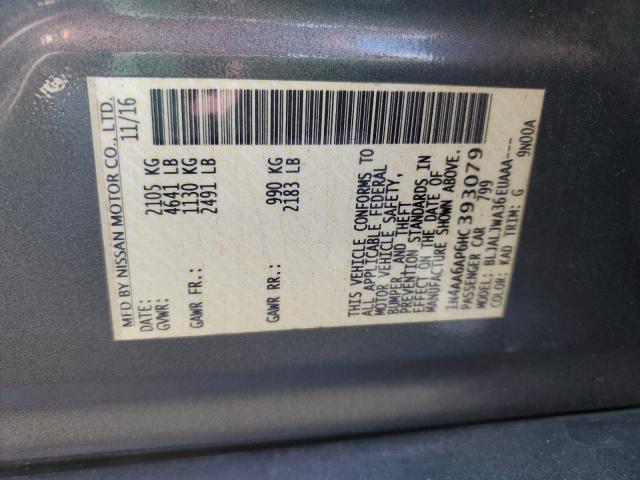 MFD BY NISSAN MOTOR CO., LTD.
11/16
GVWR: 2105 KG
4641 LB
GAWR FR.: 1130 KG
2491 LB
GAWR RR.: 990 KG
2183 LB
THIS VEHICLE CONFORMS TO
ALL APPLICABLE FEDERAL
MOTOR VEHICLE SAFETY,
BUMPER, AND THEFT
PREVENTION STANDARDS IN
EFFECT ON THE DATE OF
MANUFACTURE SHOWN ABOVE.
1N4AA6AP6HC393079
PASSENGER CAR 799
MODEL: BLJALJWA36EUAAA---
COLOR: KAD TRIM: G 9N00A